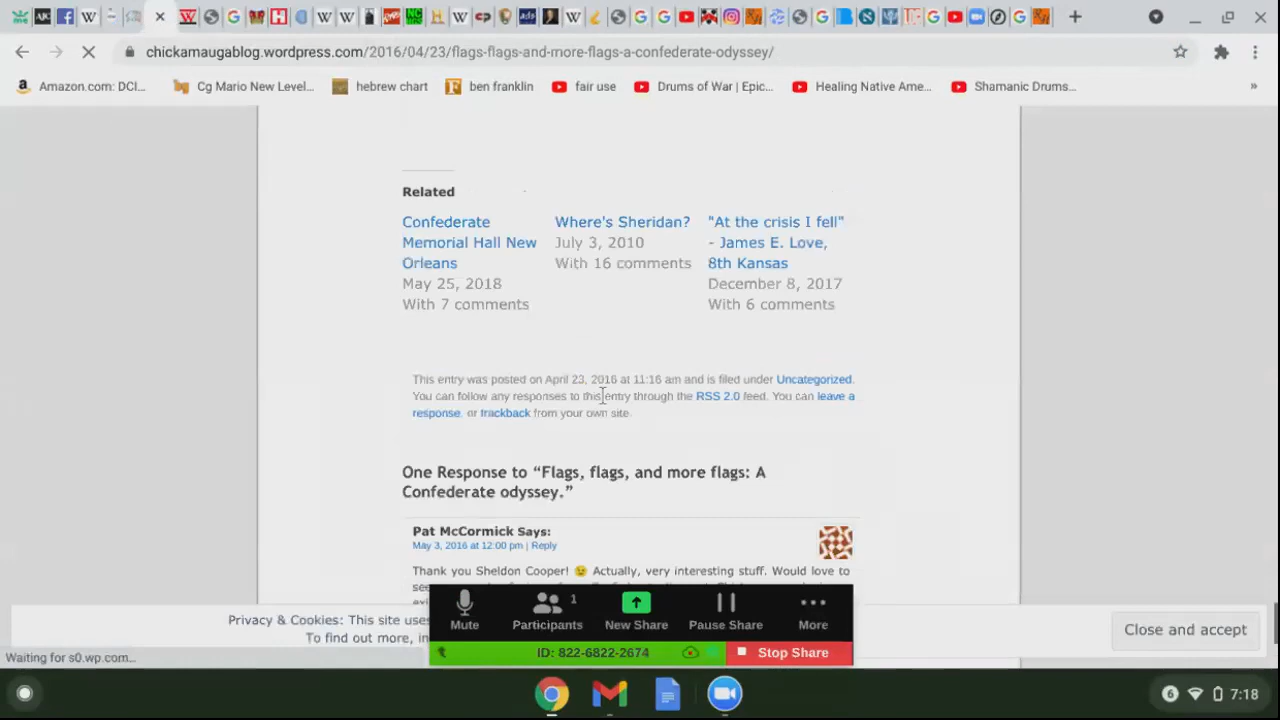 chickamaugablog.wordpress.com/2016/04/23/flags-flags-and-more-flags-a-confederate-odyssey/
Amazon.com: DCI... Cg Mario New Level... hebrew chart ben franklin fair use Drums of War | Epic... Healing Native Ame... Shamanic Drums... »
Related
Confederate Memorial Hall New Orleans
May 25, 2018
With 7 comments
Where's Sheridan?
July 3, 2010
With 16 comments
"At the crisis I fell"
- James E. Love,
8th Kansas
December 8, 2017
With 6 comments
This entry was posted on April 23, 2016 at 11:16 am and is filed under Uncategorized.
You can follow any responses to this entry through the RSS 2.0 feed. You can leave a
response, or trackback from your own site.
One Response to “Flags, flags, and more flags: A
Confederate odyssey.”
Pat McCormick Says:
May 3, 2016 at 12:00 pm | Reply
Thank you Sheldon Cooper! 😉 Actually, very interesting stuff. Would love to
Privacy & Cookies: This site uses
To find out more, in
Close and accept
Mute Participants 1 New Share Pause Share More
ID: 822-6822-2674 Stop Share
Waiting for s0.wp.com...
6 7:18